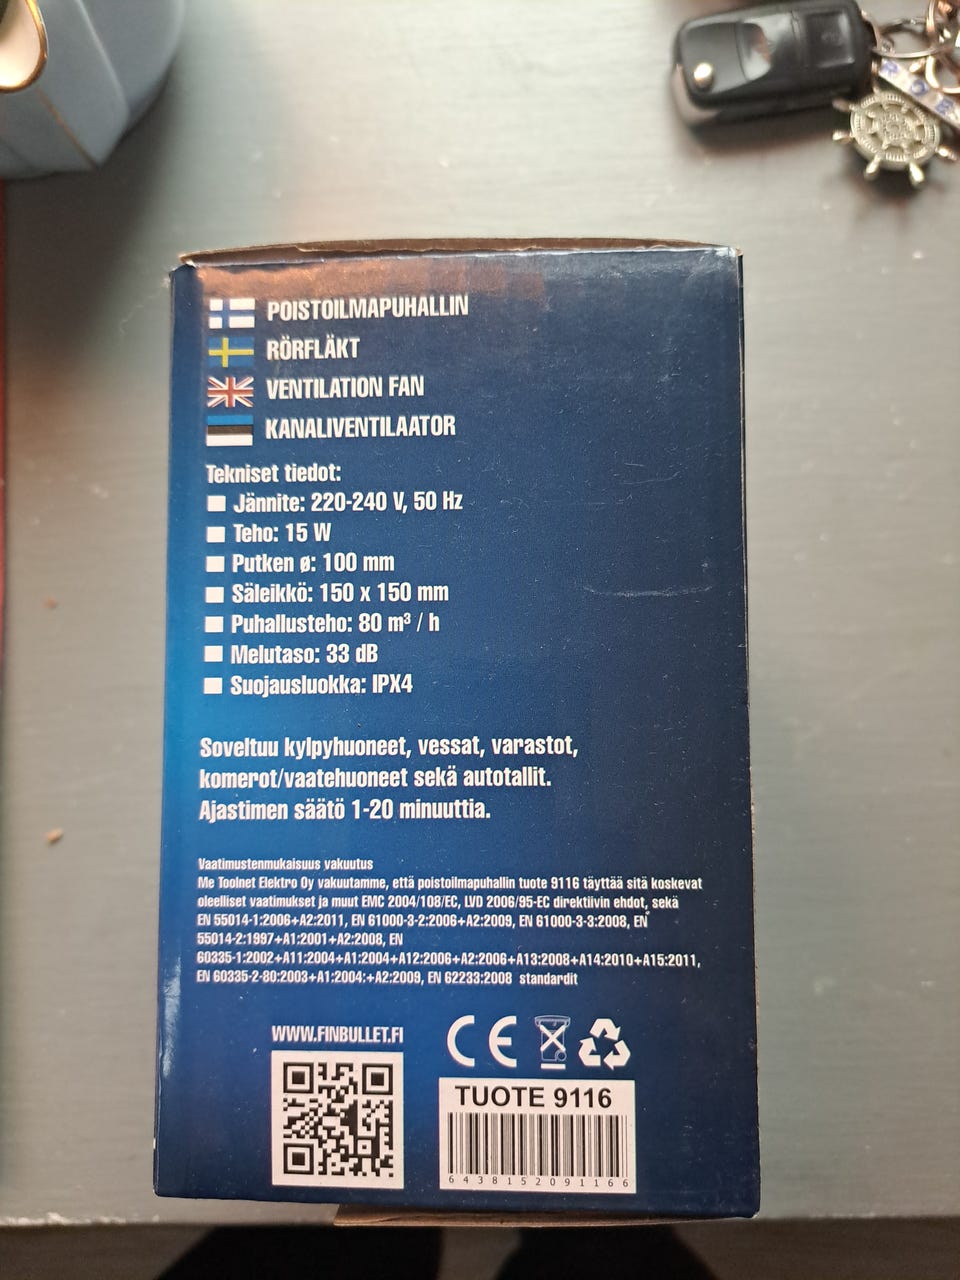 POISTOILMAPUHALLIN
RÖRFLÄKT
VENTILATION FAN
KANALIVENTILAATOR
Tekniset tiedot:
Jännite: 220-240 V, 50 Hz
Teho: 15 W
Putken ø: 100 mm
Säleikkö: 150 x 150 mm
Puhallusteho: 80 m³ / h
Melutaso: 33 dB
Suojausluokka: IPX4
Soveltuu kylpyhuoneet, vessat, varastot,
komerot/vaatehuoneet sekä autotallit.
Ajastimen säätö 1-20 minuuttia.
Vaatimustenmukaisuus vakuutus
Me Toolnet Elektro Oy vakuutamme, että poistoilmapuhallin tuote 9116 täyttää sitä koskevat
oleelliset vaatimukset ja muut EMC 2004/108/EC, LVD 2006/95-EC direktiivin ehdot, sekä
EN 55014-1:2006+A2:2011, EN 61000-3-2:2006+A2:2009, EN 61000-3-3:2008, EN
55014-2:1997+A1:2001+A2:2008, EN
60335-1:2002+A11:2004+A1:2004+A12:2006+A2:2006+A13:2008+A14:2010+A15:2011,
EN 60335-2-80:2003+A1:2004:+A2:2009, EN 62233:2008 standardit
WWW.FINBULLET.FI
CE
TUOTE 9116
6438152091166